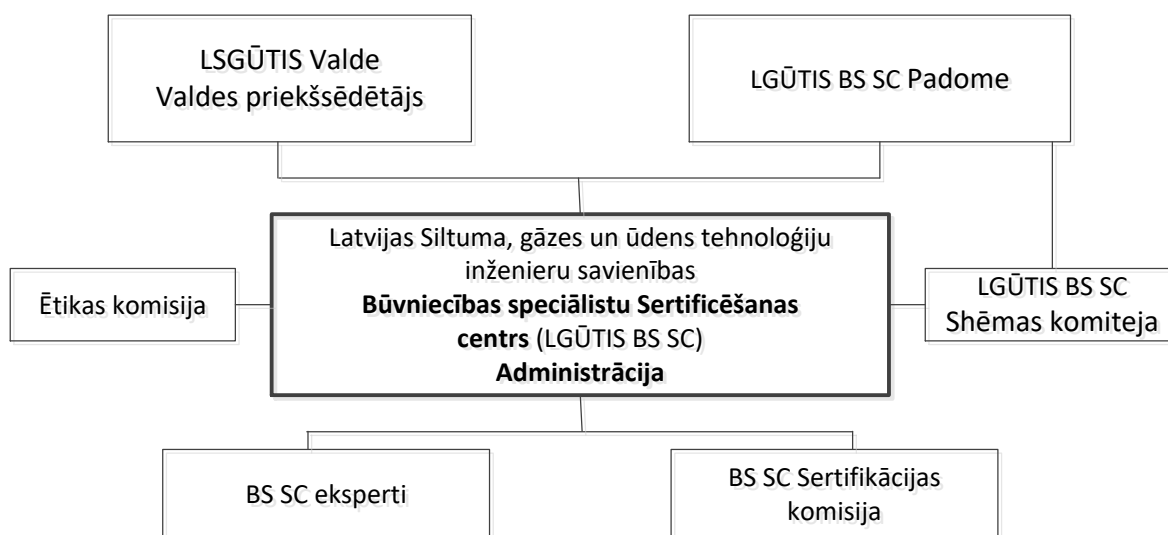 LSGŪTIS Valde
Valdes priekšsēdētājs
LGŪTIS BS SC Padome
Latvijas Siltuma, gāzes un ūdens tehnoloģiju
inženieru savienības
Būvniecības speciālistu Sertificēšanas
centrs (LGŪTIS BS SC)
Administrācija
Ētikas komisija
LGŪTIS BS SC
Shēmas komiteja
BS SC eksperti
BS SC Sertifikācijas
komisija